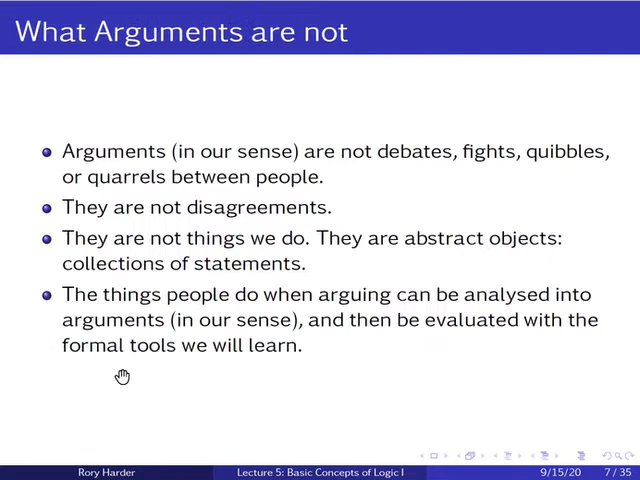 What Arguments are not
Arguments (in our sense) are not debates, fights, quibbles,
or quarrels between people.
They are not disagreements.
They are not things we do. They are abstract objects:
collections of statements.
The things people do when arguing can be analysed into
arguments (in our sense), and then be evaluated with the
formal tools we will learn.
Rory Harder Lecture 5: Basic Concepts of Logic I 9/15/20 7 / 35